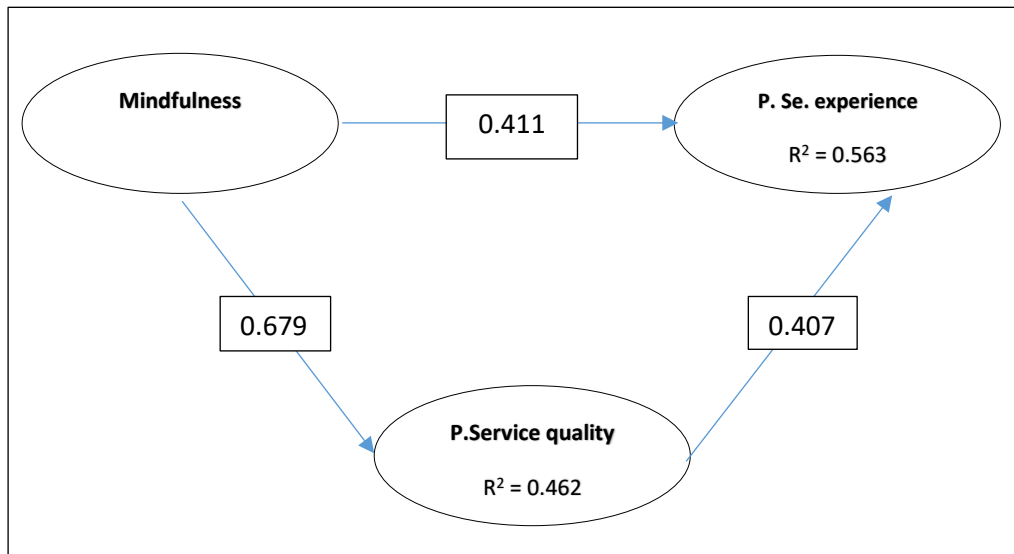 Mindfulness
0.411
P. Se. experience
R² = 0.563
0.679
0.407
P.Service quality
R² = 0.462